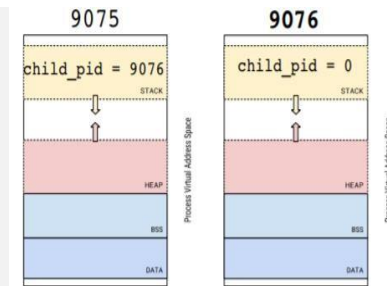 9075
child_pid = 9076
STACK
HEAP
BSS
DATA
Process Virtual Address Space
9076
child_pid = 0
STACK
HEAP
BSS
DATA